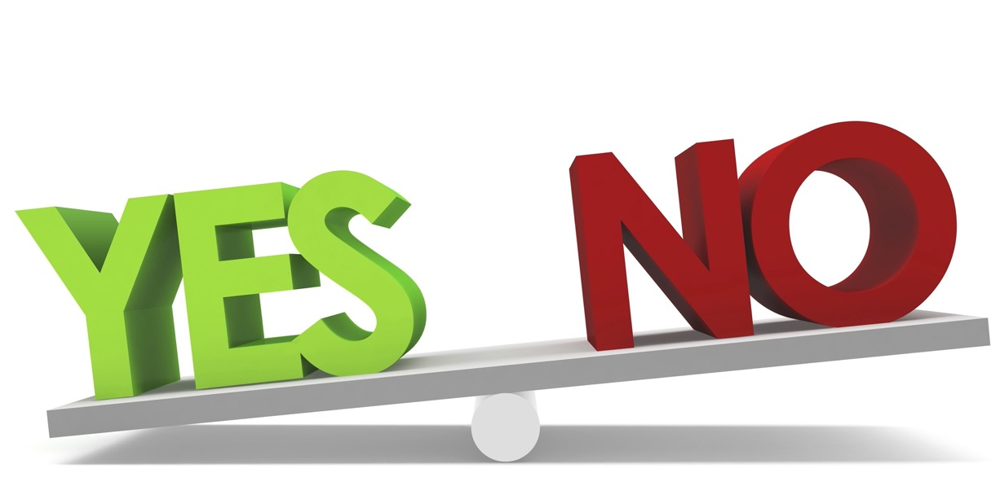 YES NO